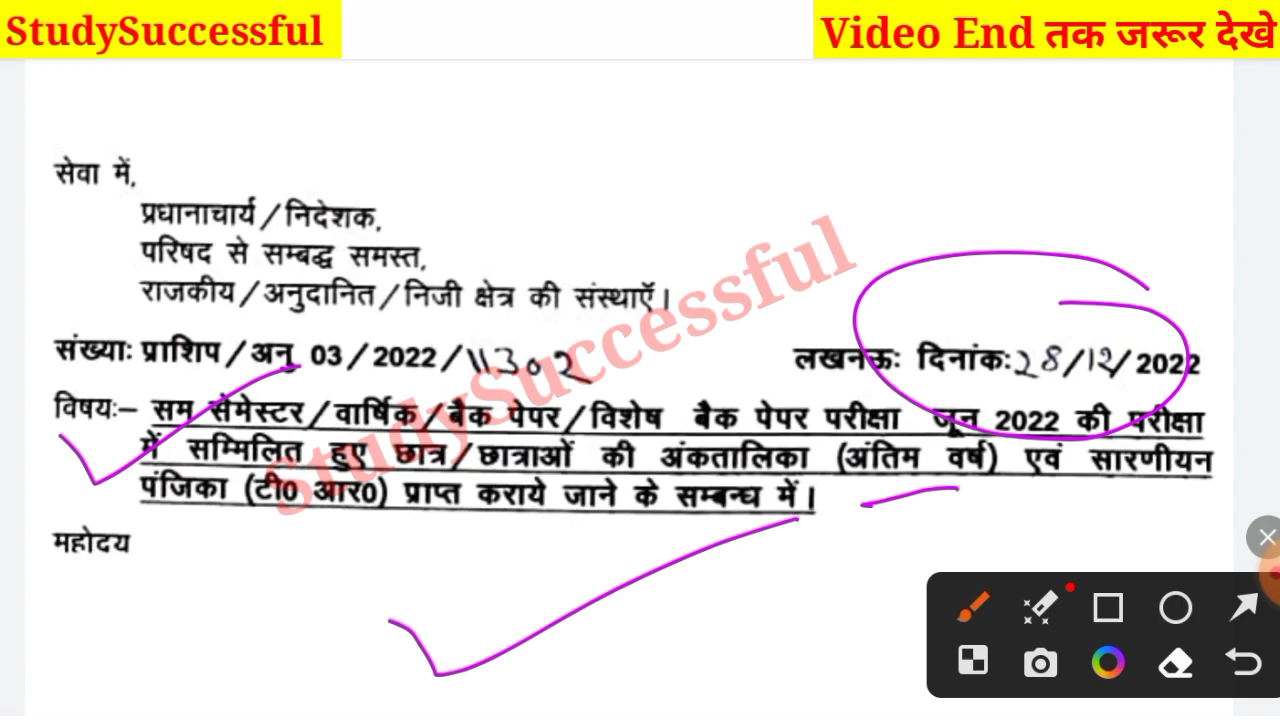 StudySuccessful
Video End तक जरूर देखे
सेवा में,
प्रधानाचार्य/निदेशक,
परिषद से सम्बद्ध समस्त,
राजकीय/अनुदानित/निजी क्षेत्र की संस्थाएँ।
संख्याः प्राशिप/अनु 03/2022/11302 लखनऊः दिनांकः28/12/2022
विषयः– सम सेमेस्टर/वार्षिक/बैक पेपर/विशेष बैक पेपर परीक्षा जून 2022 की परीक्षा
में सम्मिलित हुए छात्र/छात्राओं की अंकतालिका (अंतिम वर्ष) एवं सारणीयन
पंजिका (टी0 आर0) प्राप्त कराये जाने के सम्बन्ध में।
महोदय
StudySuccessful